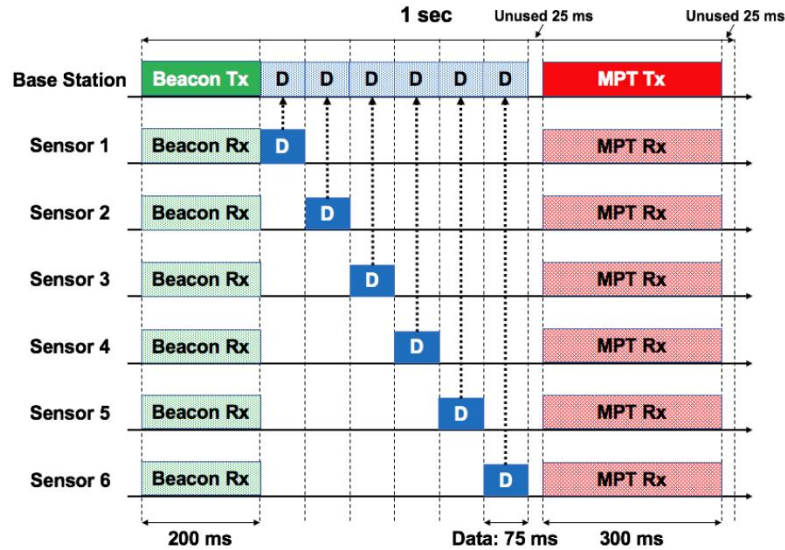 Unused 25 ms
Unused 25 ms
1 sec
Base Station Beacon Tx D D D D D D MPT Tx
Sensor 1 Beacon Rx D MPT Rx
Sensor 2 Beacon Rx D MPT Rx
Sensor 3 Beacon Rx D MPT Rx
Sensor 4 Beacon Rx D MPT Rx
Sensor 5 Beacon Rx D MPT Rx
Sensor 6 Beacon Rx D MPT Rx
200 ms Data: 75 ms 300 ms